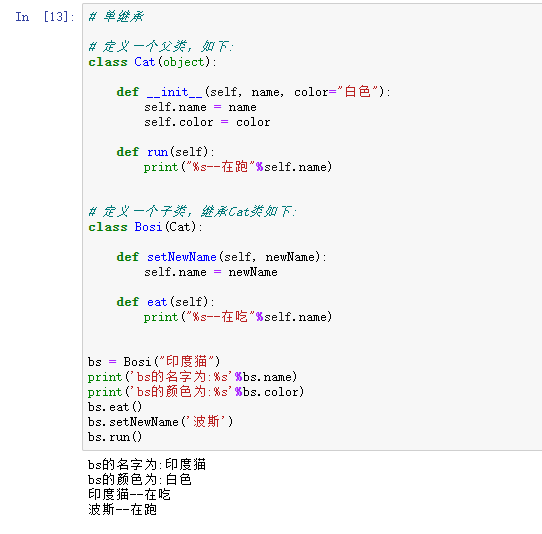 In [13]:
# 单继承
# 定义一个父类，如下:
class Cat(object):
def __init__(self, name, color="白色"):
self.name = name
self.color = color
def run(self):
print("%s--在跑"%self.name)
# 定义一个子类，继承Cat类如下:
class Bosi(Cat):
def setNewName(self, newName):
self.name = newName
def eat(self):
print("%s--在吃"%self.name)
bs = Bosi("印度猫")
print('bs的名字为:%s'%bs.name)
print('bs的颜色为:%s'%bs.color)
bs.eat()
bs.setNewName('波斯')
bs.run()
bs的名字为:印度猫
bs的颜色为:白色
印度猫--在吃
波斯--在跑